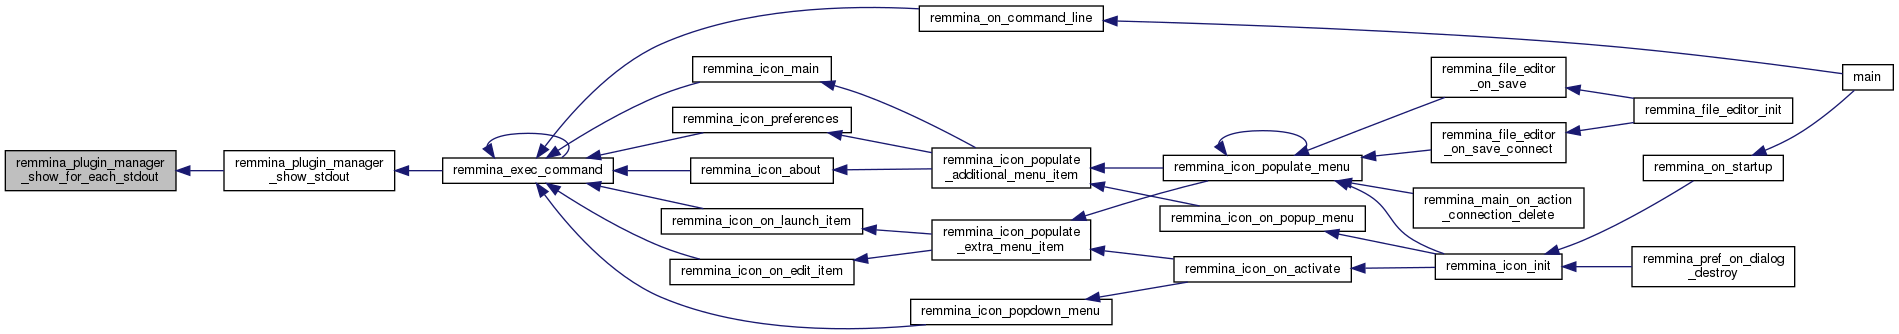 remmina_plugin_manager
_show_for_each_stdout
remmina_plugin_manager
_show_stdout
remmina_exec_command
remmina_on_command_line
remmina_icon_main
remmina_icon_preferences
remmina_icon_about
remmina_icon_on_launch_item
remmina_icon_on_edit_item
remmina_icon_popdown_menu
remmina_icon_populate
_additional_menu_item
remmina_icon_populate
_extra_menu_item
remmina_icon_populate_menu
remmina_icon_on_popup_menu
remmina_icon_on_activate
remmina_file_editor
_on_save
remmina_file_editor
_on_save_connect
remmina_main_on_action
_connection_delete
remmina_icon_init
remmina_file_editor_init
remmina_on_startup
remmina_pref_on_dialog
_destroy
main